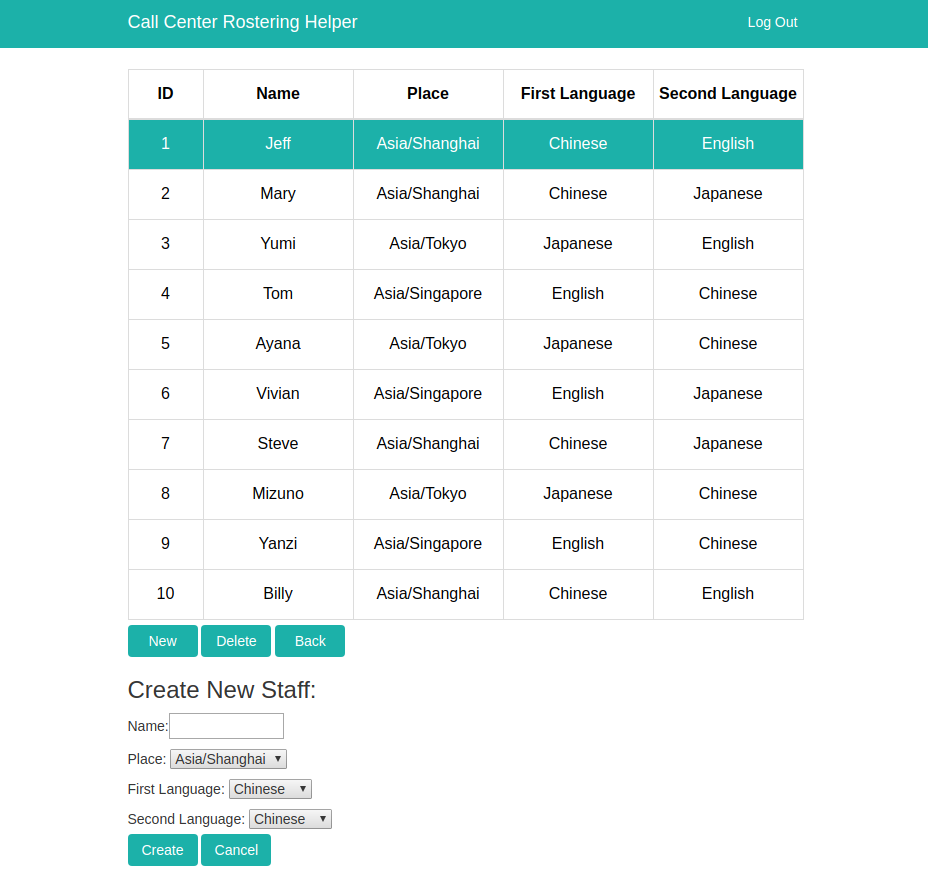 Call Center Rostering Helper Log Out
ID Name Place First Language Second Language
1 Jeff Asia/Shanghai Chinese English
2 Mary Asia/Shanghai Chinese Japanese
3 Yumi Asia/Tokyo Japanese English
4 Tom Asia/Singapore English Chinese
5 Ayana Asia/Tokyo Japanese Chinese
6 Vivian Asia/Singapore English Japanese
7 Steve Asia/Shanghai Chinese Japanese
8 Mizuno Asia/Tokyo Japanese Chinese
9 Yanzi Asia/Singapore English Chinese
10 Billy Asia/Shanghai Chinese English
New Delete Back
Create New Staff:
Name:
Place: Asia/Shanghai
First Language: Chinese
Second Language: Chinese
Create Cancel